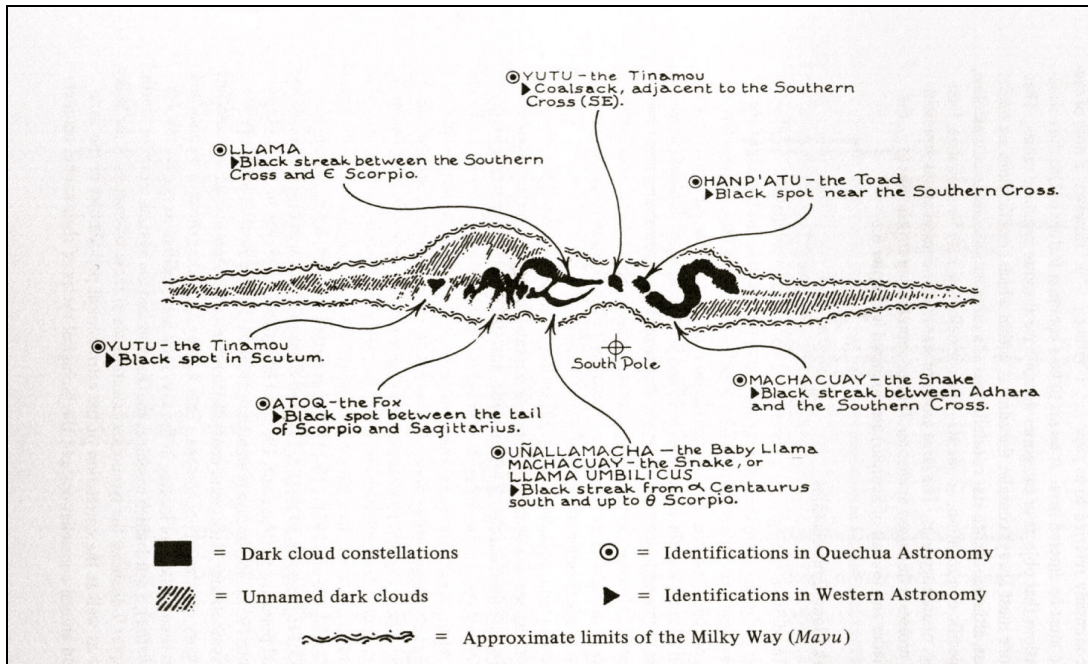 YUTU - the Tinamou
Coalsack, adjacent to the Southern
Cross (SE).
LLAMA
Black streak between the Southern
Cross and ϵ Scorpio.
HANP'ATU - the Toad
Black spot near the Southern Cross.
YUTU - the Tinamou
Black spot in Scutum.
South Pole
MACHACUAY - the Snake
Black streak between Adhara
and the Southern Cross.
ATOQ - the Fox
Black spot between the tail
of Scorpio and Sagittarius.
UÑALLAMACHA - the Baby Llama
MACHACUAY - the Snake, or
LLAMA UMBILICUS
Black streak from α Centaurus
south and up to θ Scorpio.
= Dark cloud constellations
= Identifications in Quechua Astronomy
= Unnamed dark clouds
= Identifications in Western Astronomy
= Approximate limits of the Milky Way (Mayu)